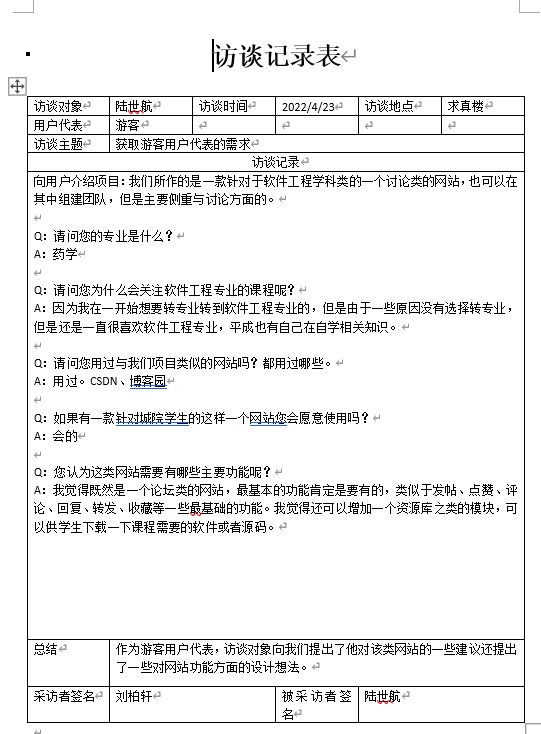 访谈记录表
访谈对象 陆世航 访谈时间 2022/4/23 访谈地点 求真楼
用户代表 游客
访谈主题 获取游客用户代表的需求
访谈记录
向用户介绍项目：我们所作的是一款针对于软件工程学科类的一个讨论类的网站，也可以在
其中组建团队，但是主要侧重与讨论方面的。
Q：请问您的专业是什么？
A：药学
Q：请问您为什么会关注软件工程专业的课程呢？
A：因为我在一开始想要转专业转到软件工程专业的，但是由于一些原因没有选择转专业，
但是还是一直很喜欢软件工程专业，平成也有自己在自学相关知识。
Q：请问您用过与我们项目类似的网站吗？都用过哪些。
A：用过。CSDN、博客园
Q：如果有一款针对城院学生的这样一个网站您会愿意使用吗？
A：会的
Q：您认为这类网站需要有哪些主要功能呢？
A：我觉得既然是一个论坛类的网站，最基本的功能肯定是要有的，类似于发帖、点赞、评
论、回复、转发、收藏等一些最基础的功能。我觉得还可以增加一个资源库之类的模块，可
以供学生下载一下课程需要的软件或者源码。
总结 作为游客用户代表，访谈对象向我们提出了他对该类网站的一些建议还提出
了一些对网站功能方面的设计想法。
采访者签名 刘柏轩 被采访者签 陆世航
名